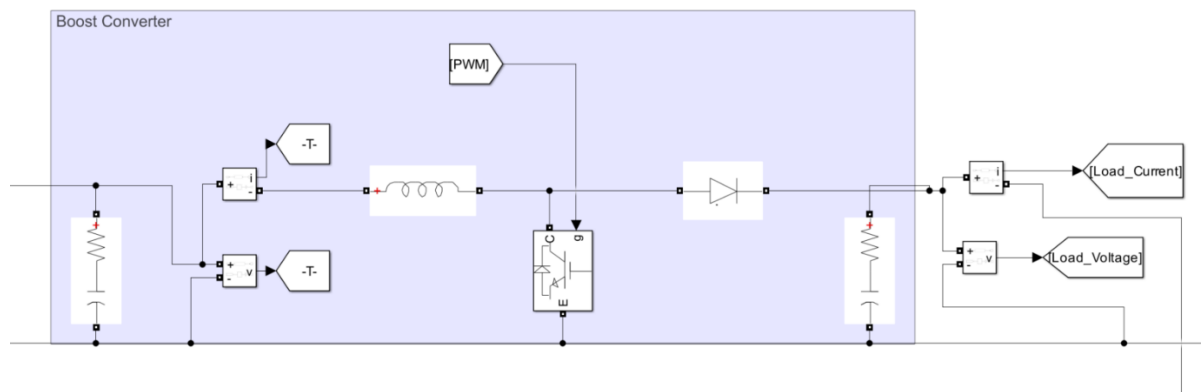 Boost Converter
[PWM]
-T-
i
+
-
+
i
+
-
[Load_Current]
+
C
g
+
+
v
-
-T-
E
+
v
-
[Load_Voltage]